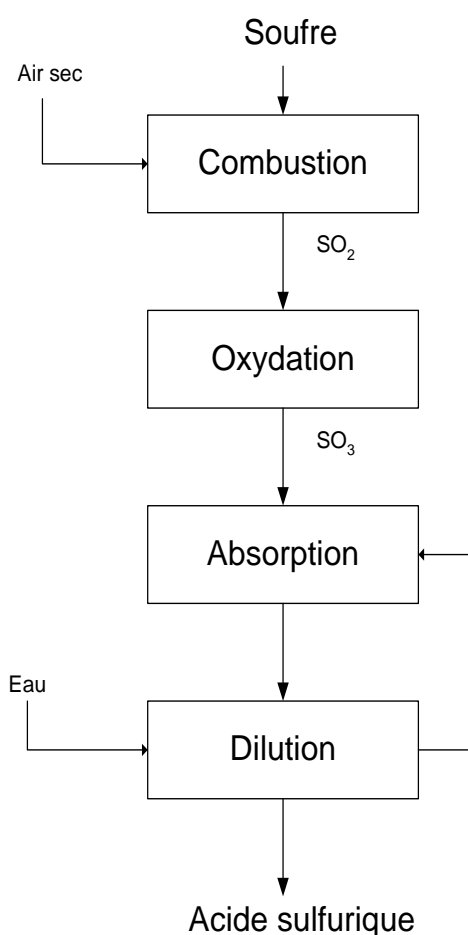 Soufre
Air sec
Combustion
SO₂
Oxydation
SO₃
Absorption
Eau
Dilution
Acide sulfurique